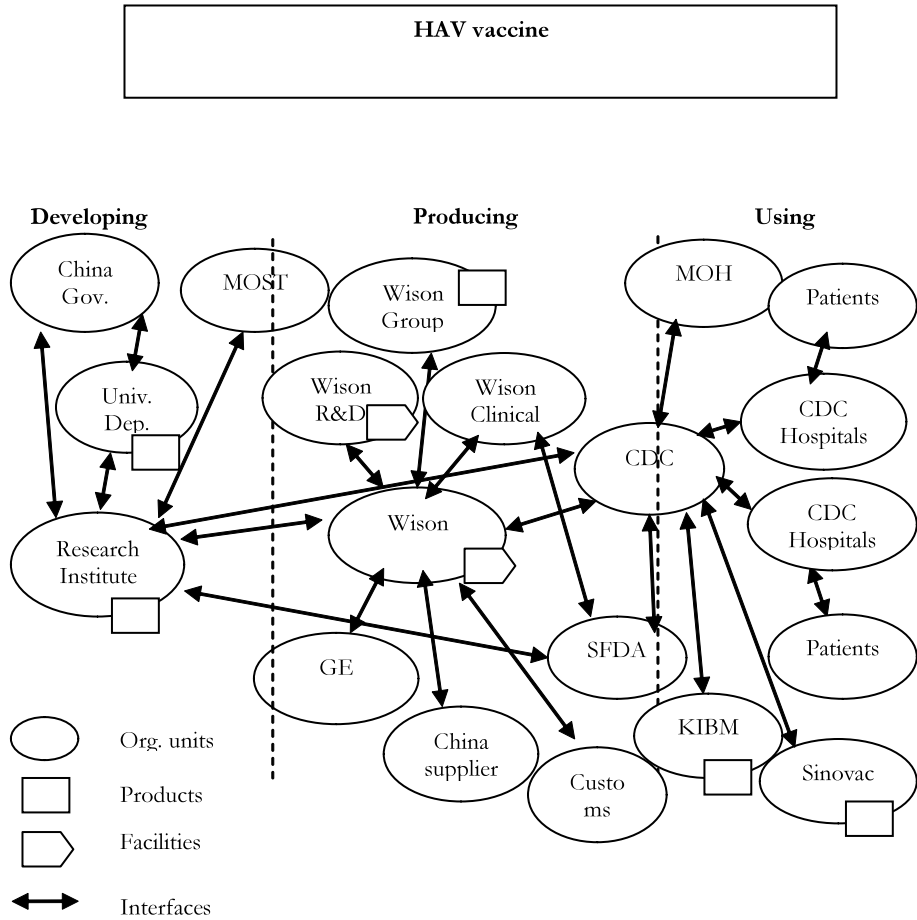 HAV vaccine
Developing
Producing
Using
China
Gov.
MOST
Wison
Group
MOH
Patients
Univ.
Dep.
Wison
R&D
Wison
Clinical
CDC
Hospitals
CDC
Research
Institute
Wison
CDC
Hospitals
GE
SFDA
Patients
China
supplier
Custo
ms
KIBM
Sinovac
Org. units
Products
Facilities
Interfaces